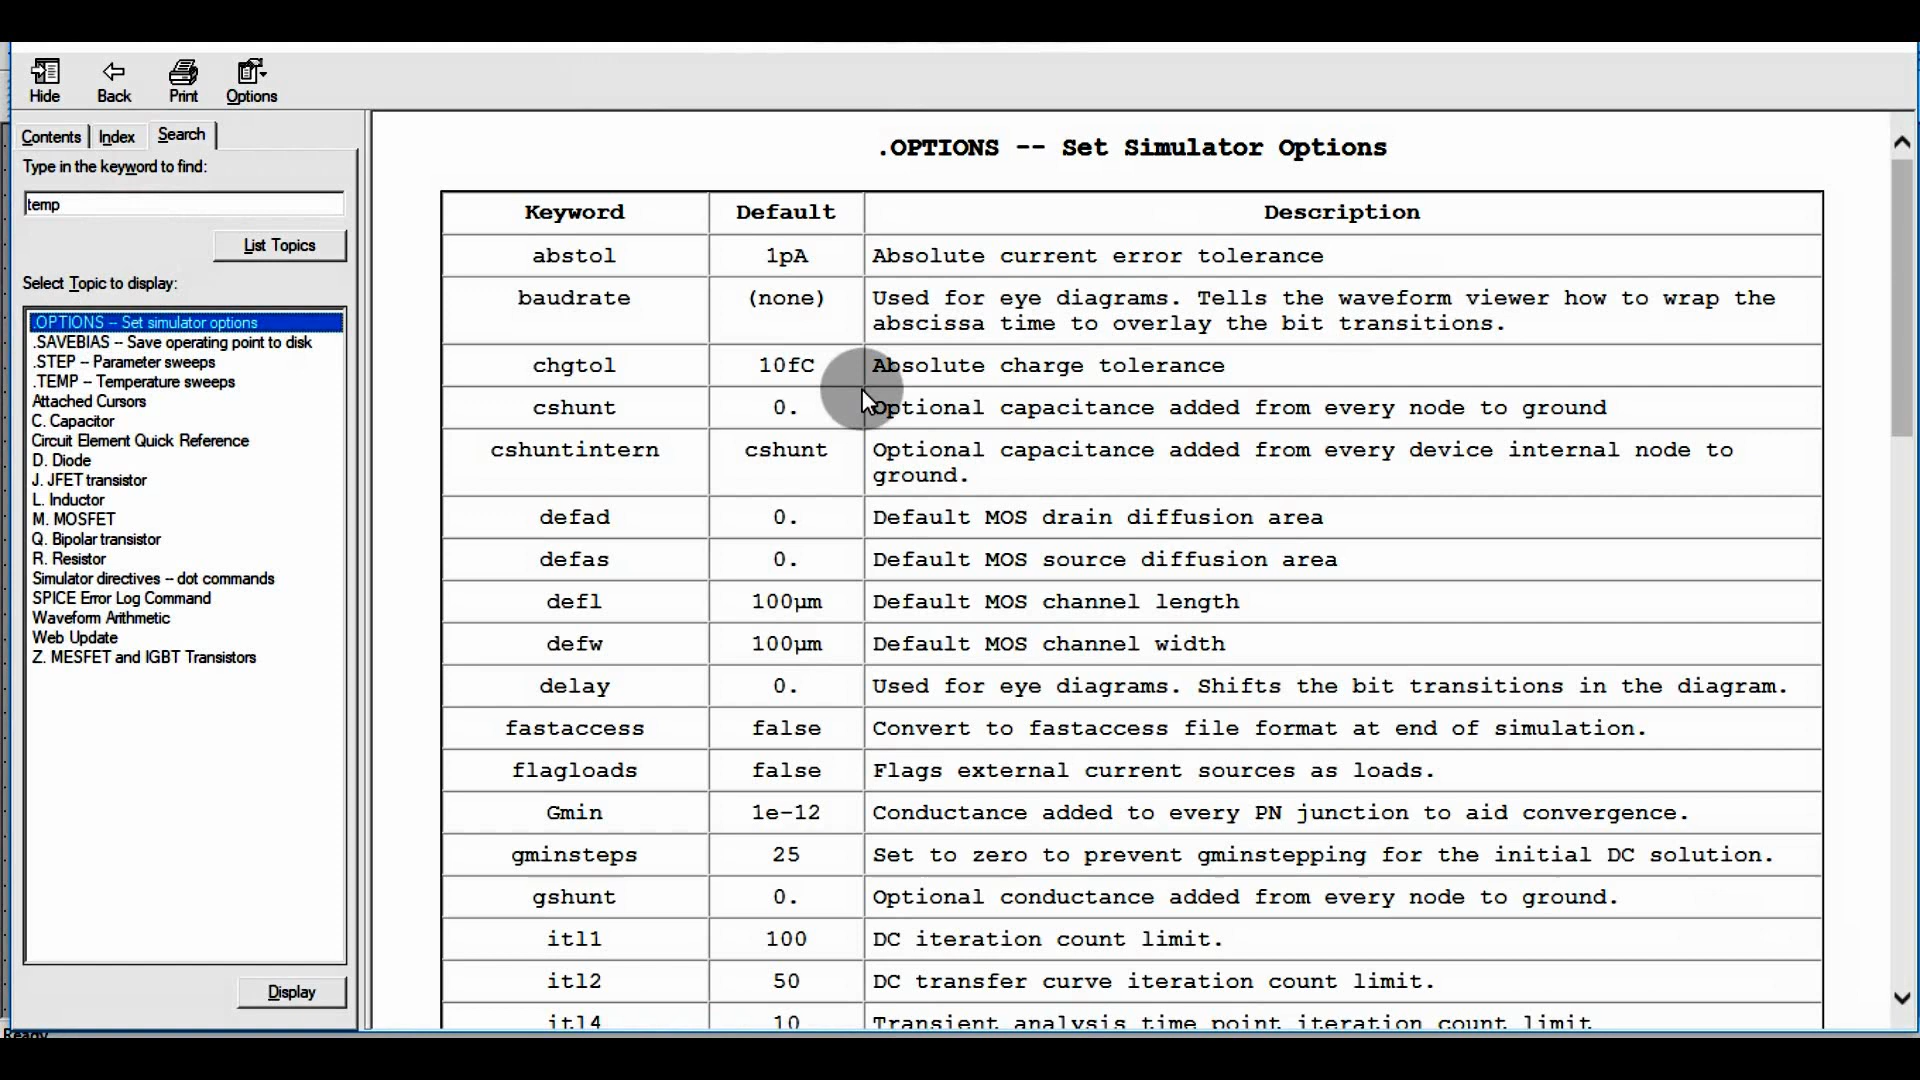 Hide Back Print Options
Contents Index Search
Type in the keyword to find:
temp
List Topics
Select Topic to display:
.OPTIONS -- Set simulator options
.SAVEBIAS -- Save operating point to disk
.STEP -- Parameter sweeps
.TEMP -- Temperature sweeps
Attached Cursors
C. Capacitor
Circuit Element Quick Reference
D. Diode
J. JFET transistor
L. Inductor
M. MOSFET
Q. Bipolar transistor
R. Resistor
Simulator directives -- dot commands
SPICE Error Log Command
Waveform Arithmetic
Web Update
Z. MESFET and IGBT Transistors
Display
Ready
.OPTIONS -- Set Simulator Options
Keyword Default Description
abstol 1pA Absolute current error tolerance
baudrate (none) Used for eye diagrams. Tells the waveform viewer how to wrap the
abscissa time to overlay the bit transitions.
chgtol 10fC Absolute charge tolerance
cshunt 0. Optional capacitance added from every node to ground
cshuntintern cshunt Optional capacitance added from every device internal node to
ground.
defad 0. Default MOS drain diffusion area
defas 0. Default MOS source diffusion area
defl 100µm Default MOS channel length
defw 100µm Default MOS channel width
delay 0. Used for eye diagrams. Shifts the bit transitions in the diagram.
fastaccess false Convert to fastaccess file format at end of simulation.
flagloads false Flags external current sources as loads.
Gmin 1e-12 Conductance added to every PN junction to aid convergence.
gminsteps 25 Set to zero to prevent gminstepping for the initial DC solution.
gshunt 0. Optional conductance added from every node to ground.
itl1 100 DC iteration count limit.
itl2 50 DC transfer curve iteration count limit.
itl4 10 Transient analysis time point iteration count limit